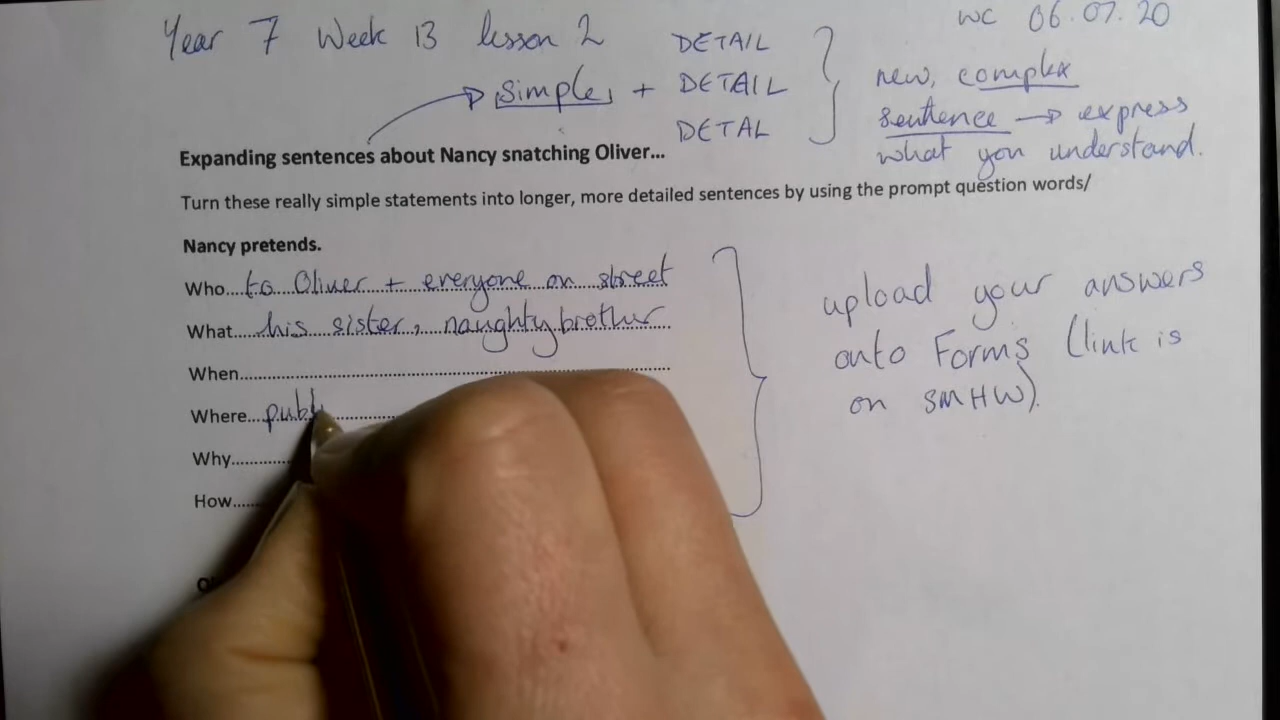 Year 7 Week 13 lesson 2
WC 06.07.20
DETAIL
simple + DETAIL
DETAL
new, complex
sentence → express
what you understand.
Expanding sentences about Nancy snatching Oliver...
Turn these really simple statements into longer, more detailed sentences by using the prompt question words/
Nancy pretends.
Who....to Oliver + everyone on street
What....his sister, naughty brother
When....
Where....publ
Why....
How....
upload your answers
onto Forms (link is
on SMHW).